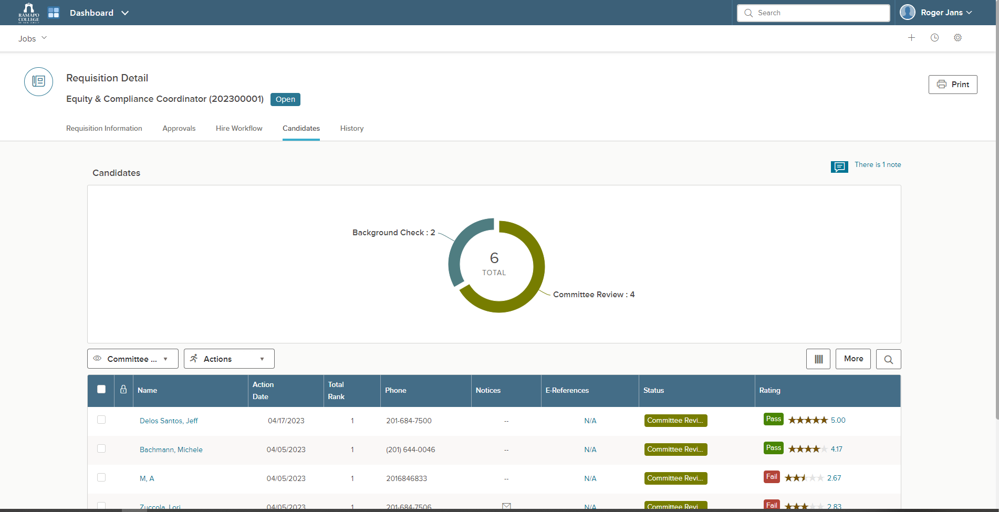 RAMAPO
COLLEGE
OF NEW JERSEY
Dashboard
Search
Roger Jans
Jobs
Requisition Detail
Equity & Compliance Coordinator (202300001) Open
Print
Requisition Information Approvals Hire Workflow Candidates History
There is 1 note
Candidates
Background Check : 2
6
TOTAL
Committee Review : 4
Committee ... Actions More
Name Action Date Total Rank Phone Notices E-References Status Rating
Delos Santos, Jeff 04/17/2023 1 201-684-7500 -- N/A Committee Revi... Pass 5.00
Bachmann, Michele 04/05/2023 1 (201) 644-0046 -- N/A Committee Revi... Pass 4.17
M, A 04/05/2023 1 2016846833 -- N/A Committee Revi... Fail 2.67
Zuccola, Lori 04/05/2023 1 201-684-7506 N/A Committee Revi... Fail 2.83